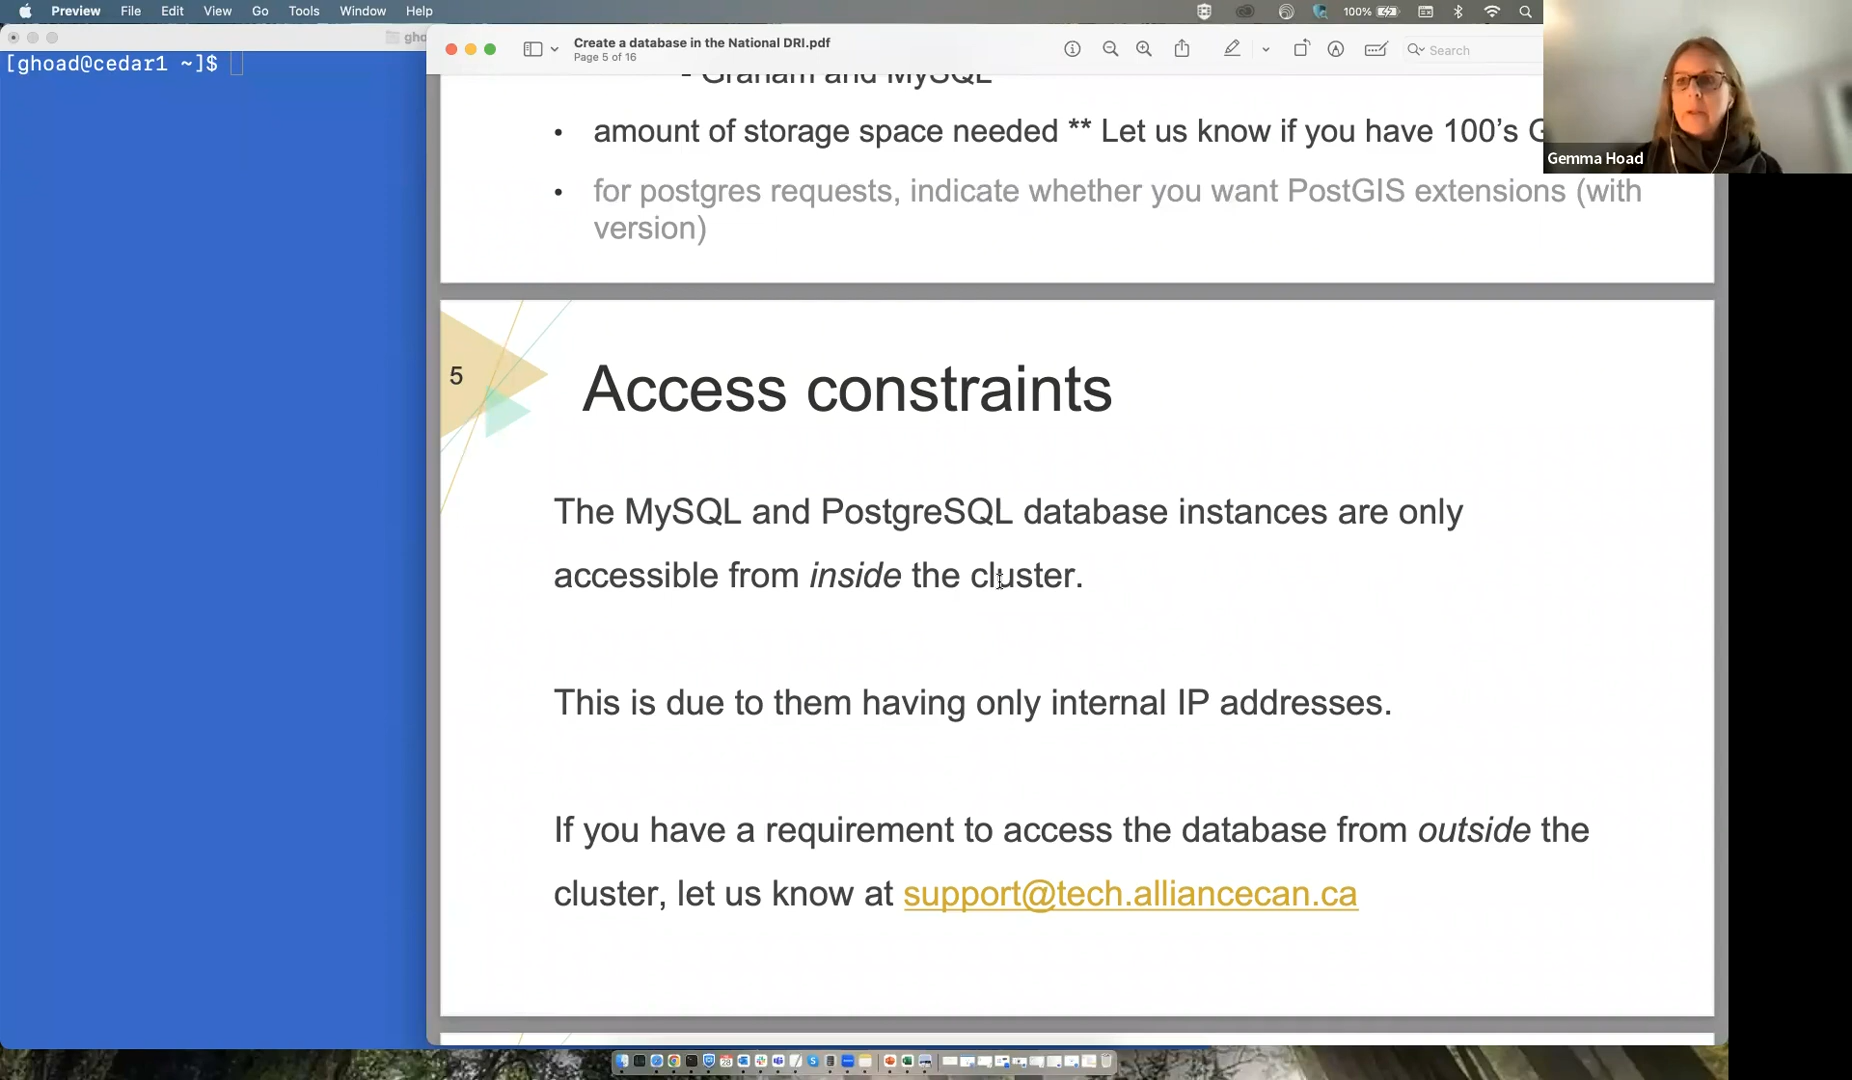 Preview File Edit View Go Tools Window Help
100%
gho
[ghoad@cedar1 ~]$
Create a database in the National DRI.pdf
Page 5 of 16
Search
- Graham and MySQL
• amount of storage space needed ** Let us know if you have 100's G
Gemma Hoad
• for postgres requests, indicate whether you want PostGIS extensions (with
version)
5
Access constraints
The MySQL and PostgreSQL database instances are only
accessible from inside the cluster.
This is due to them having only internal IP addresses.
If you have a requirement to access the database from outside the
cluster, let us know at support@tech.alliancecan.ca